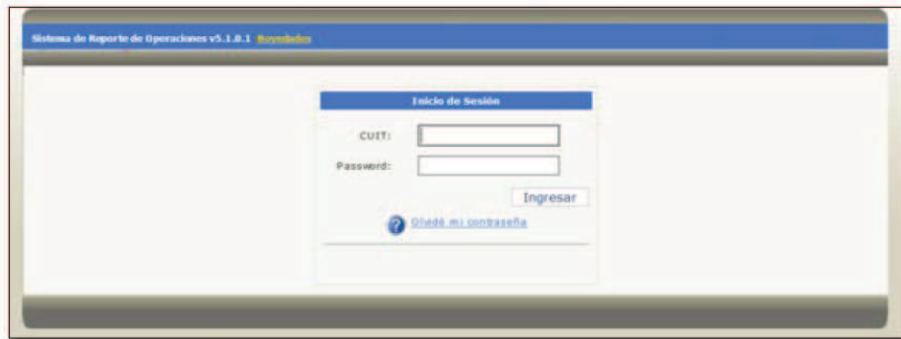 Sistema de Reporte de Operaciones v5.1.0.1 Novedades
Inicio de Sesión
CUIT:
Password:
Ingresar
Olvidé mi contraseña